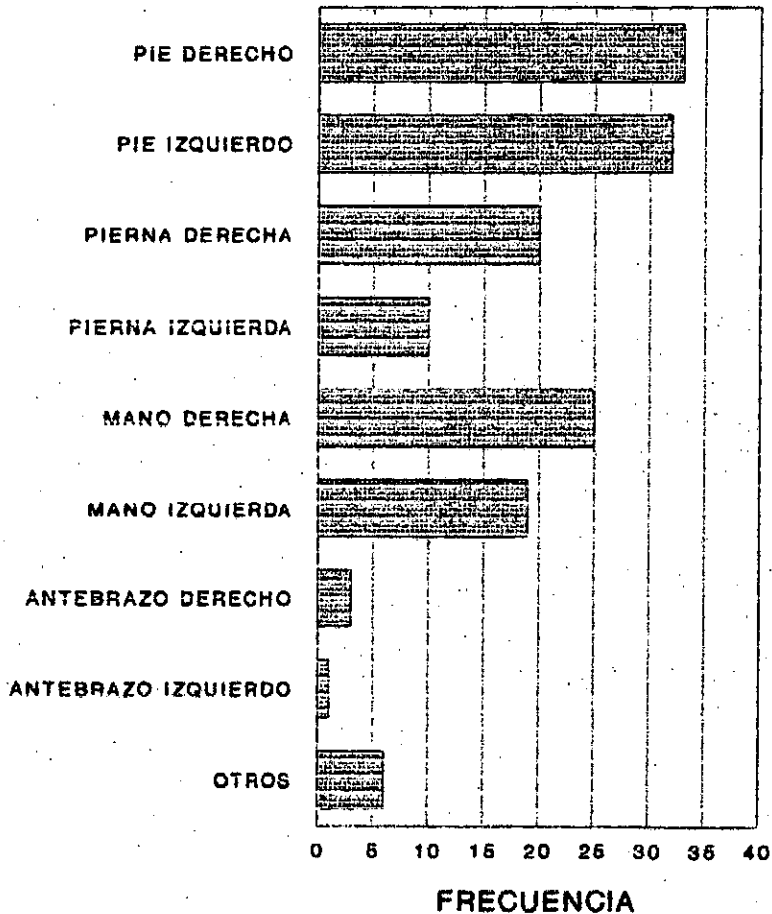 PIE DERECHO
PIE IZQUIERDO
PIERNA DERECHA
PIERNA IZQUIERDA
MANO DERECHA
MANO IZQUIERDA
ANTEBRAZO DERECHO
ANTEBRAZO IZQUIERDO
OTROS
0 5 10 15 20 25 30 35 40
FRECUENCIA